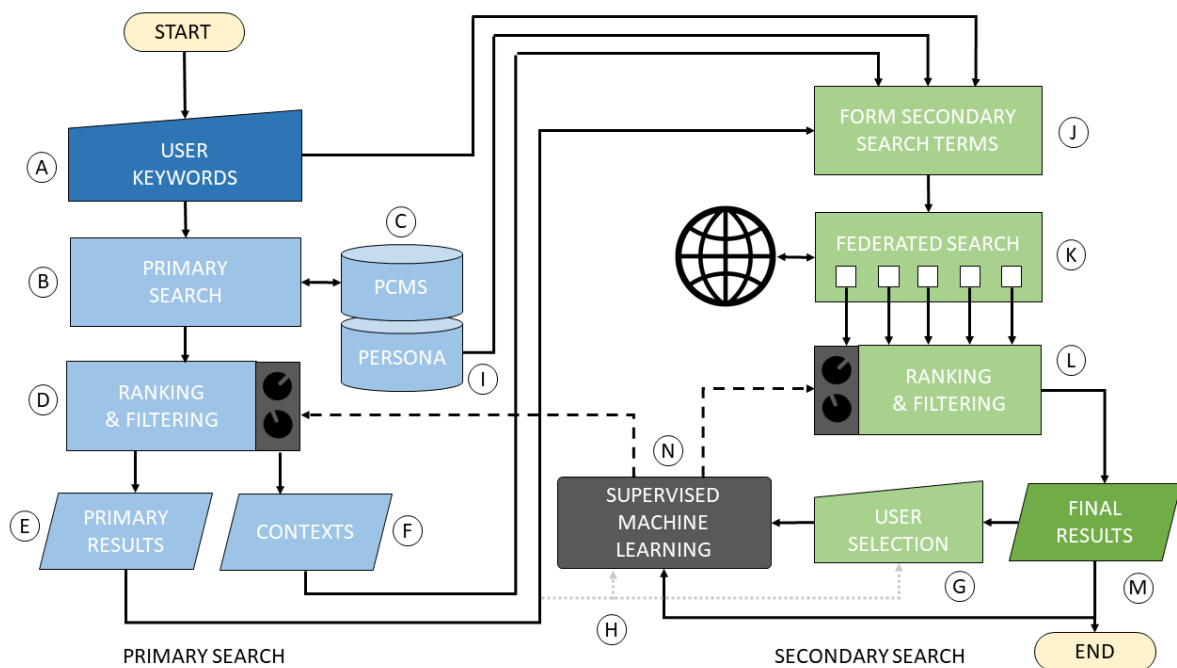 START
A
USER
KEYWORDS
B
PRIMARY
SEARCH
C
PCMS
PERSONA
I
D
RANKING
& FILTERING
E
PRIMARY
RESULTS
CONTEXTS
F
PRIMARY SEARCH
FORM SECONDARY
SEARCH TERMS
J
FEDERATED SEARCH
K
L
RANKING
& FILTERING
N
SUPERVISED
MACHINE
LEARNING
USER
SELECTION
G
FINAL
RESULTS
M
H
END
SECONDARY SEARCH